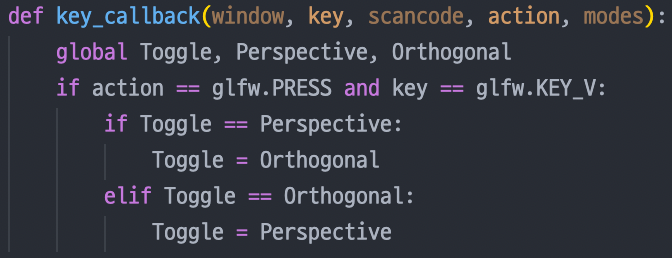 def key_callback(window, key, scancode, action, modes):
    global Toggle, Perspective, Orthogonal
    if action == glfw.PRESS and key == glfw.KEY_V:
        if Toggle == Perspective:
            Toggle = Orthogonal
        elif Toggle == Orthogonal:
            Toggle = Perspective